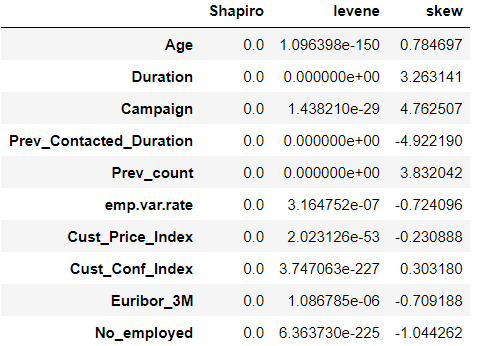 Shapiro levene skew
Age 0.0 1.096398e-150 0.784697
Duration 0.0 0.000000e+00 3.263141
Campaign 0.0 1.438210e-29 4.762507
Prev_Contacted_Duration 0.0 0.000000e+00 -4.922190
Prev_count 0.0 0.000000e+00 3.832042
emp.var.rate 0.0 3.164752e-07 -0.724096
Cust_Price_Index 0.0 2.023126e-53 -0.230888
Cust_Conf_Index 0.0 3.747063e-227 0.303180
Euribor_3M 0.0 1.086785e-06 -0.709188
No_employed 0.0 6.363730e-225 -1.044262